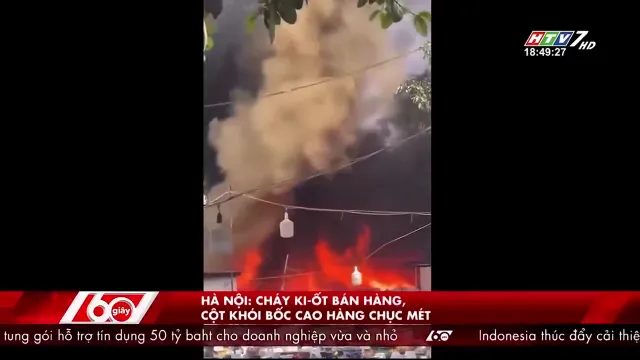 HTV7 HD
18:49:27
60 giây
HÀ NỘI: CHÁY KI-ỐT BÁN HÀNG,
CỘT KHÓI BỐC CAO HÀNG CHỤC MÉT
tung gói hỗ trợ tín dụng 50 tỷ baht cho doanh nghiệp vừa và nhỏ 60 Indonesia thúc đẩy cải thiệ